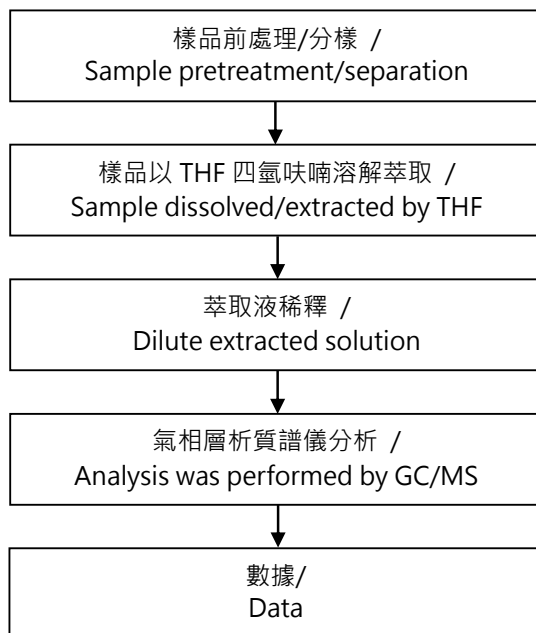 樣品前處理/分樣 /
Sample pretreatment/separation
樣品以 THF 四氫呋喃溶解萃取 /
Sample dissolved/extracted by THF
萃取液稀釋 /
Dilute extracted solution
氣相層析質譜儀分析 /
Analysis was performed by GC/MS
數據/
Data